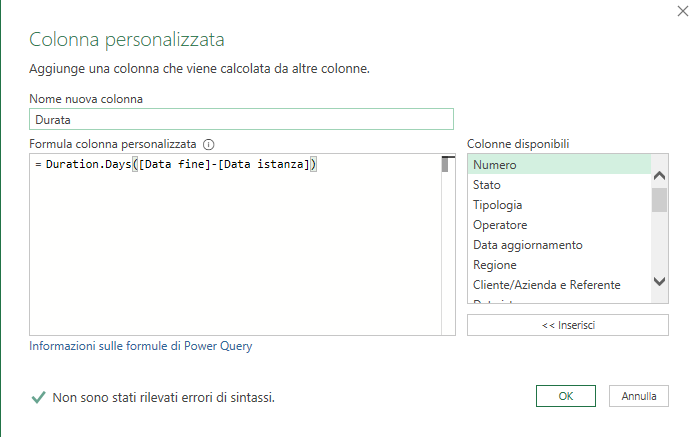 Colonna personalizzata
Aggiunge una colonna che viene calcolata da altre colonne.
Nome nuova colonna
Durata
Formula colonna personalizzata
Colonne disponibili
= Duration.Days([Data fine]-[Data istanza])
Numero
Stato
Tipologia
Operatore
Data aggiornamento
Regione
Cliente/Azienda e Referente
<< Inserisci
Informazioni sulle formule di Power Query
Non sono stati rilevati errori di sintassi.
OK
Annulla